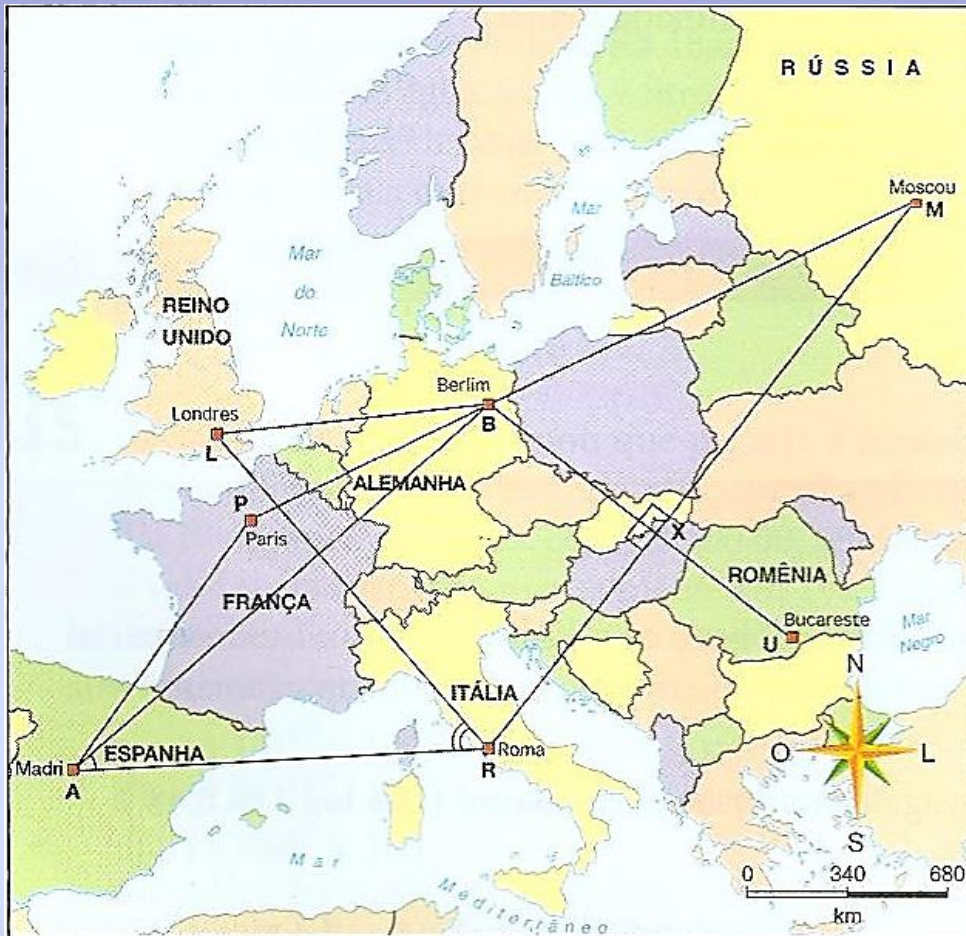 RÚSSIA
Moscou
M
Mar
Báltico
Mar
do
Norte
REINO
UNIDO
Berlim
B
Londres
L
ALEMANHA
P
Paris
X
FRANÇA
ROMÊNIA
Bucareste
U
Mar
Negro
N
ITÁLIA
ESPANHA
Madri
A
Roma
R
O
L
S
Mar
Mediterrâneo
0 340 680
km